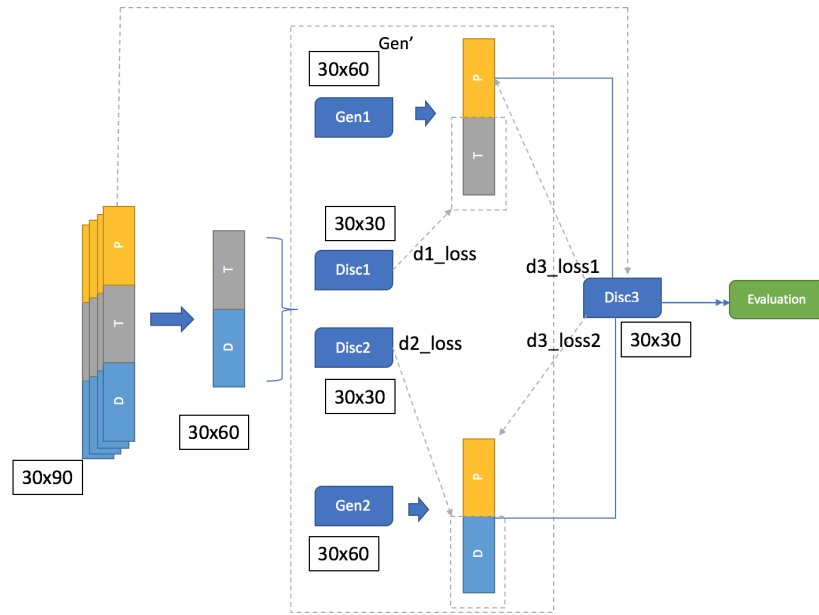 Gen'
30x60
P
Gen1
T
30x30
P
T
d1_loss
d3_loss1
Disc1
T
Disc3
Evaluation
Disc2
d2_loss
d3_loss2
30x30
D
D
30x30
30x60
30x90
P
Gen2
30x60
D